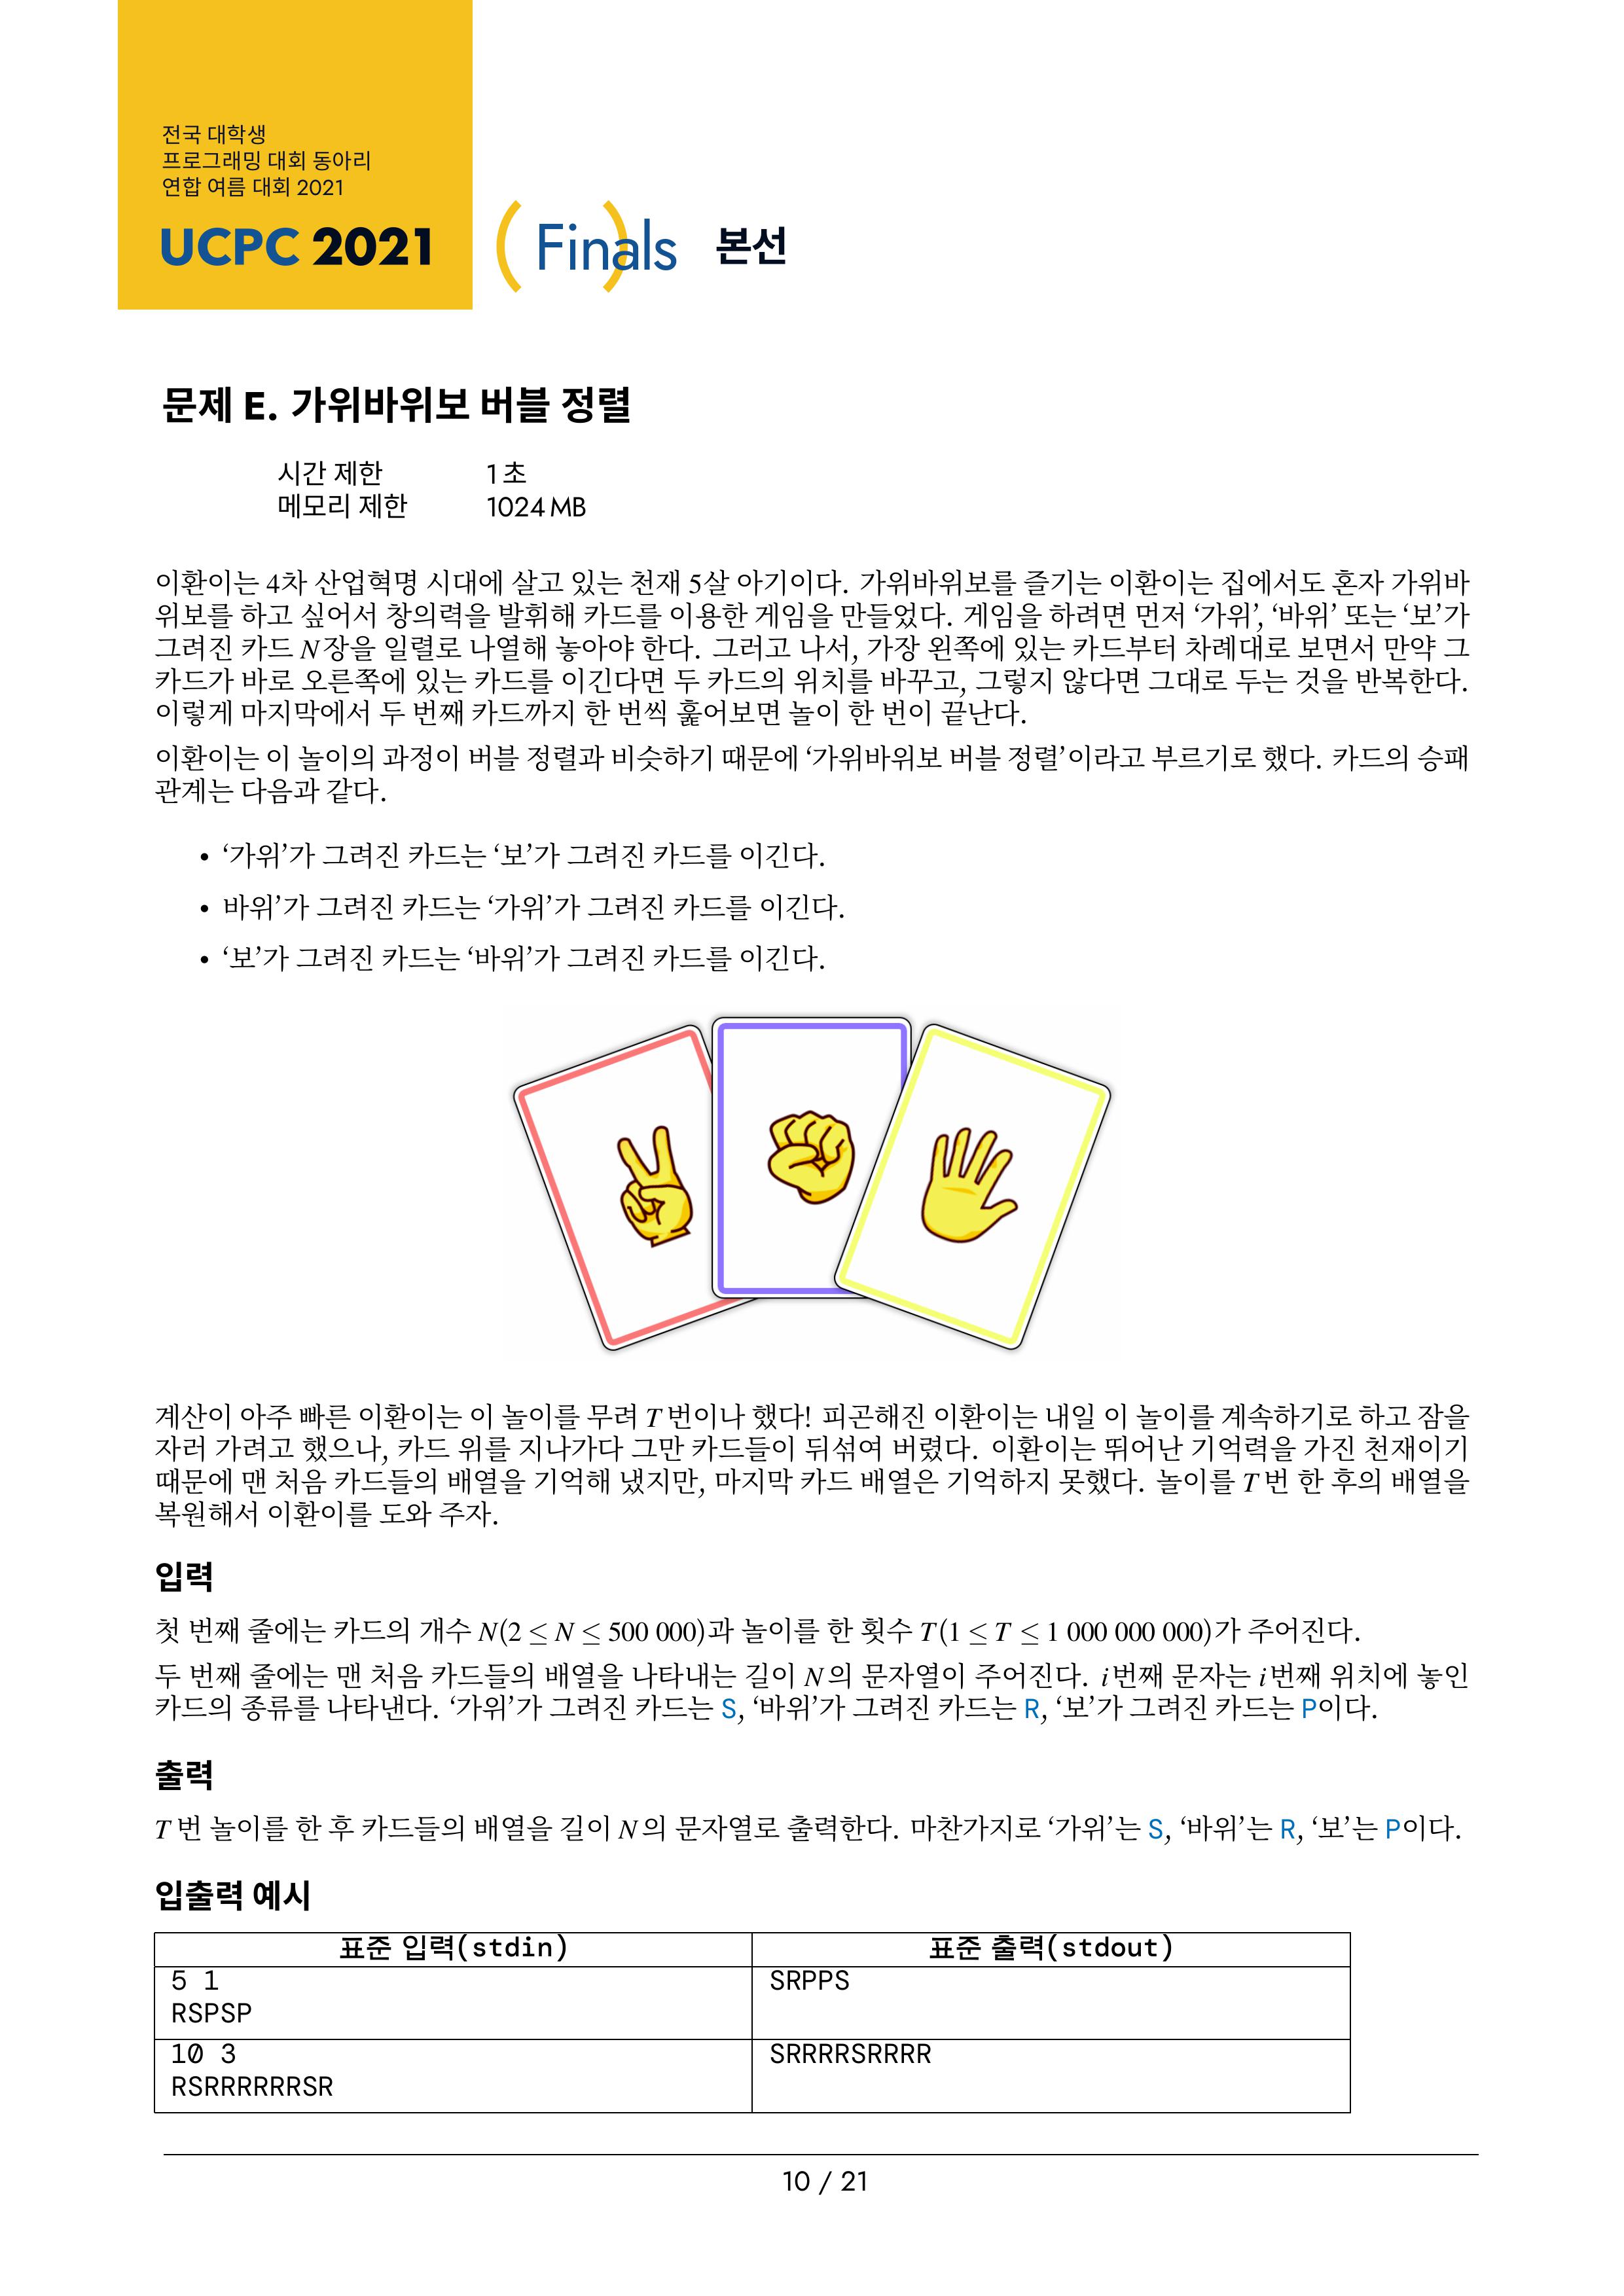 전국 대학생
프로그래밍 대회 동아리
연합 여름 대회 2021
UCPC 2021 (Finals) 본선
문제 E. 가위바위보 버블 정렬
시간 제한 1 초
메모리 제한 1024 MB
이환이는 4차 산업혁명 시대에 살고 있는 천재 5살 아기이다. 가위바위보를 즐기는 이환이는 집에서도 혼자 가위바
위보를 하고 싶어서 창의력을 발휘해 카드를 이용한 게임을 만들었다. 게임을 하려면 먼저 ‘가위’, ‘바위’ 또는 ‘보’가
그려진 카드 N장을 일렬로 나열해 놓아야 한다. 그러고 나서, 가장 왼쪽에 있는 카드부터 차례대로 보면서 만약 그
카드가 바로 오른쪽에 있는 카드를 이긴다면 두 카드의 위치를 바꾸고, 그렇지 않다면 그대로 두는 것을 반복한다.
이렇게 마지막에서 두 번째 카드까지 한 번씩 훑어보면 놀이 한 번이 끝난다.
이환이는 이 놀이의 과정이 버블 정렬과 비슷하기 때문에 ‘가위바위보 버블 정렬’이라고 부르기로 했다. 카드의 승패
관계는 다음과 같다.
• ‘가위’가 그려진 카드는 ‘보’가 그려진 카드를 이긴다.
• 바위’가 그려진 카드는 ‘가위’가 그려진 카드를 이긴다.
• ‘보’가 그려진 카드는 ‘바위’가 그려진 카드를 이긴다.
계산이 아주 빠른 이환이는 이 놀이를 무려 T번이나 했다! 피곤해진 이환이는 내일 이 놀이를 계속하기로 하고 잠을
자러 가려고 했으나, 카드 위를 지나가다 그만 카드들이 뒤섞여 버렸다. 이환이는 뛰어난 기억력을 가진 천재이기
때문에 맨 처음 카드들의 배열을 기억해 냈지만, 마지막 카드 배열은 기억하지 못했다. 놀이를 T번 한 후의 배열을
복원해서 이환이를 도와 주자.
입력
첫 번째 줄에는 카드의 개수 N(2 ≤ N ≤ 500 000)과 놀이를 한 횟수 T(1 ≤ T ≤ 1 000 000 000)가 주어진다.
두 번째 줄에는 맨 처음 카드들의 배열을 나타내는 길이 N의 문자열이 주어진다. i번째 문자는 i번째 위치에 놓인
카드의 종류를 나타낸다. ‘가위’가 그려진 카드는 S, ‘바위’가 그려진 카드는 R, ‘보’가 그려진 카드는 P이다.
출력
T번 놀이를 한 후 카드들의 배열을 길이 N의 문자열로 출력한다. 마찬가지로 ‘가위’는 S, ‘바위’는 R, ‘보’는 P이다.
입출력 예시
표준 입력(stdin) 표준 출력(stdout)
5 1 SRPPS
RSPSP
10 3 SRRRRSRRRR
RSRRRRRRSR
10 / 21